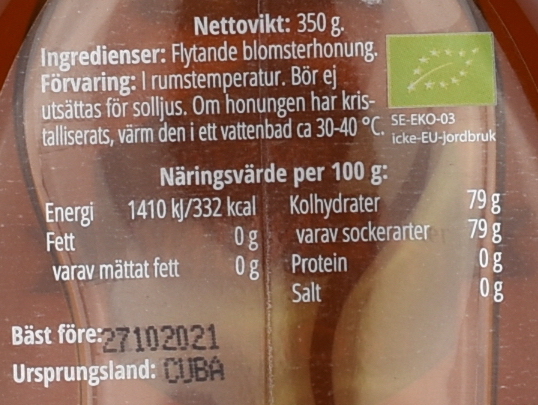 Nettovikt: 350 g.
Ingredienser: Flytande blomsterhonung.
Förvaring: I rumstemperatur. Bör ej
utsättas för solljus. Om honungen har kris-
talliserats, värm den i ett vattenbad ca 30-40 °C.
SE-EKO-03
icke-EU-jordbruk
Näringsvärde per 100 g:
Energi 1410 kJ/332 kcal
Fett 0 g
varav mättat fett 0 g
Kolhydrater 79 g
varav sockerarter 79 g
Protein 0 g
Salt 0 g
Bäst före:27102021
Ursprungsland: CUBA